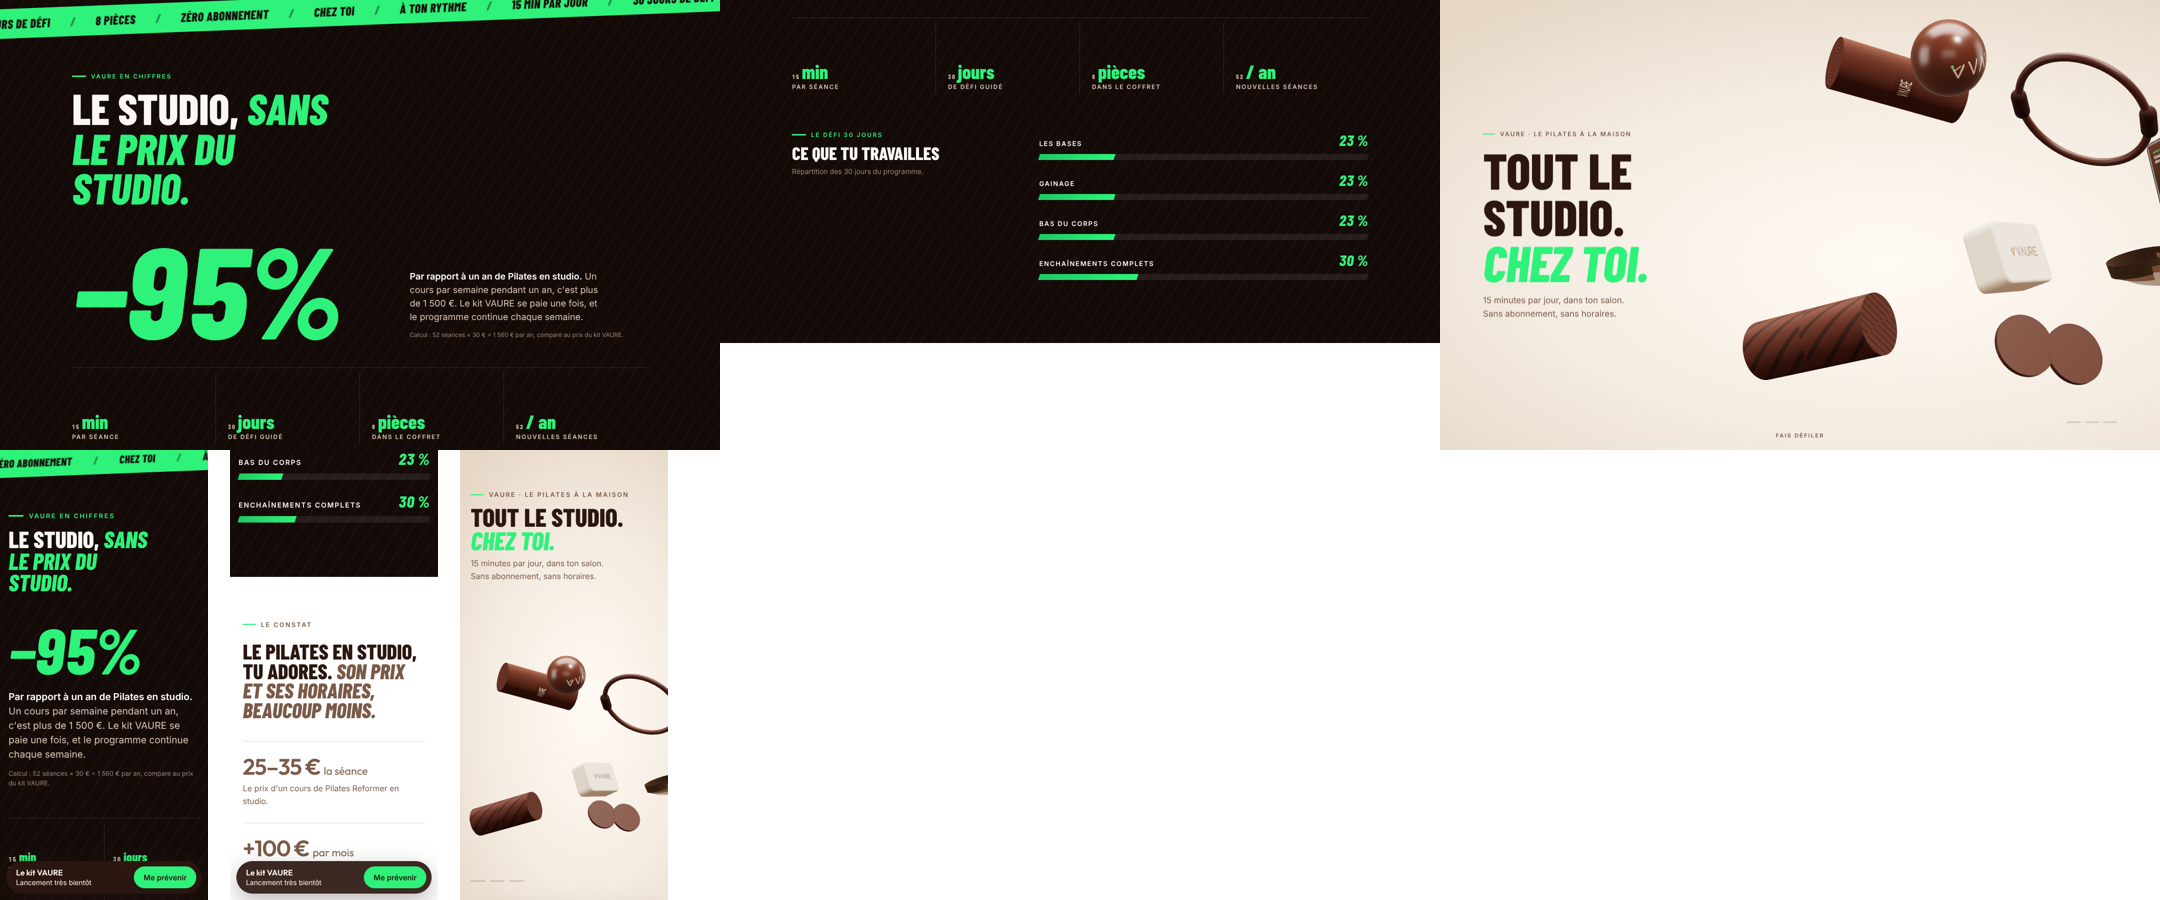 RS DE DÉFI / 8 PIÈCES / ZÉRO ABONNEMENT / CHEZ TOI / À TON RYTHME / 15 MIN PAR JOUR / 30 JOURS DE DÉFI
VAURE EN CHIFFRES
LE STUDIO, SANS
LE PRIX DU
STUDIO.
–95%
Par rapport à un an de Pilates en studio. Un
cours par semaine pendant un an, c'est plus
de 1 500 €. Le kit VAURE se paie une fois, et
le programme continue chaque semaine.
Calcul : 52 séances × 30 € = 1 560 € par an, comparé au prix du kit VAURE.
15 min
PAR SÉANCE
30 jours
DE DÉFI GUIDÉ
8 pièces
DANS LE COFFRET
52 / an
NOUVELLES SÉANCES
15 min
PAR SÉANCE
30 jours
DE DÉFI GUIDÉ
8 pièces
DANS LE COFFRET
52 / an
NOUVELLES SÉANCES
LE DÉFI 30 JOURS
CE QUE TU TRAVAILLES
Répartition des 30 jours du programme.
LES BASES 23 %
GAINAGE 23 %
BAS DU CORPS 23 %
ENCHAÎNEMENTS COMPLETS 30 %
VAURE · LE PILATES À LA MAISON
TOUT LE
STUDIO.
CHEZ TOI.
15 minutes par jour, dans ton salon.
Sans abonnement, sans horaires.
VAURE
VAURE
FAIS DÉFILER
ÉRO ABONNEMENT / CHEZ TOI / À
VAURE EN CHIFFRES
LE STUDIO, SANS
LE PRIX DU
STUDIO.
–95%
Par rapport à un an de Pilates en studio.
Un cours par semaine pendant un an,
c'est plus de 1 500 €. Le kit VAURE se
paie une fois, et le programme continue
chaque semaine.
Calcul : 52 séances × 30 € = 1 560 € par an, comparé au prix
du kit VAURE.
15 min
30 jours
Le kit VAURE
Lancement très bientôt
Me prévenir
BAS DU CORPS 23 %
ENCHAÎNEMENTS COMPLETS 30 %
LE CONSTAT
LE PILATES EN STUDIO,
TU ADORES. SON PRIX
ET SES HORAIRES,
BEAUCOUP MOINS.
25–35 € la séance
Le prix d'un cours de Pilates Reformer en
studio.
+100 € par mois
Le kit VAURE
Lancement très bientôt
Me prévenir
VAURE · LE PILATES À LA MAISON
TOUT LE STUDIO.
CHEZ TOI.
15 minutes par jour, dans ton salon.
Sans abonnement, sans horaires.
VAURE